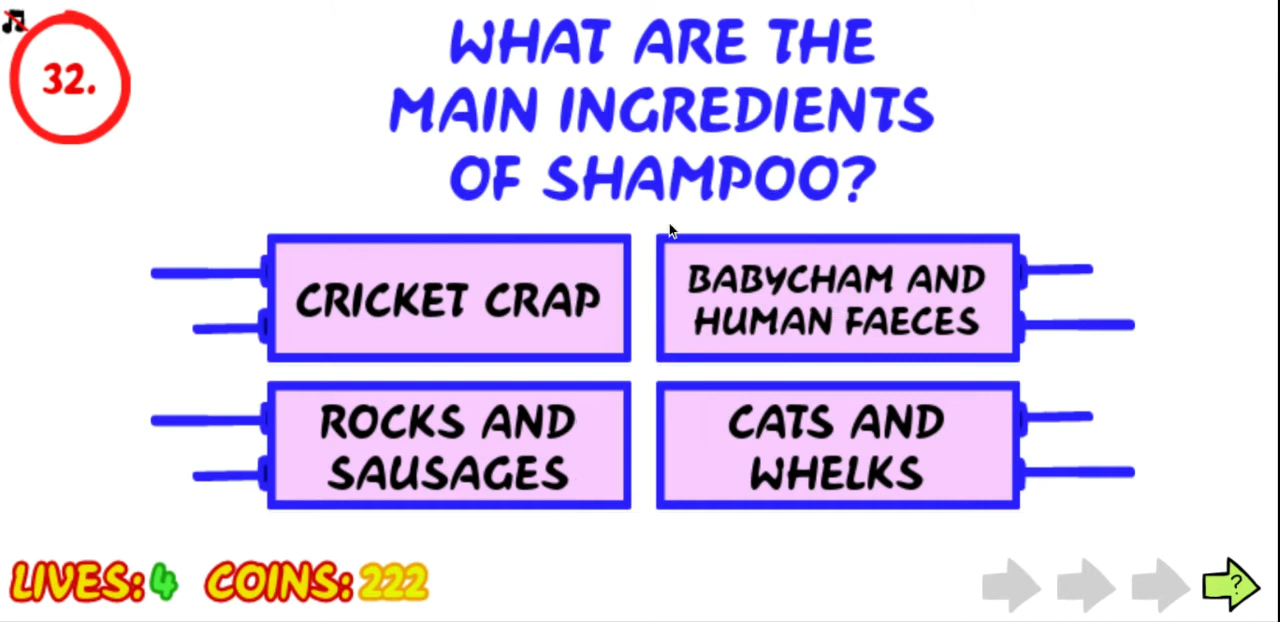 32.
WHAT ARE THE
MAIN INGREDIENTS
OF SHAMPOO?
CRICKET CRAP
BABYCHAM AND
HUMAN FAECES
ROCKS AND
SAUSAGES
CATS AND
WHELKS
LIVES: 4 COINS: 222
?